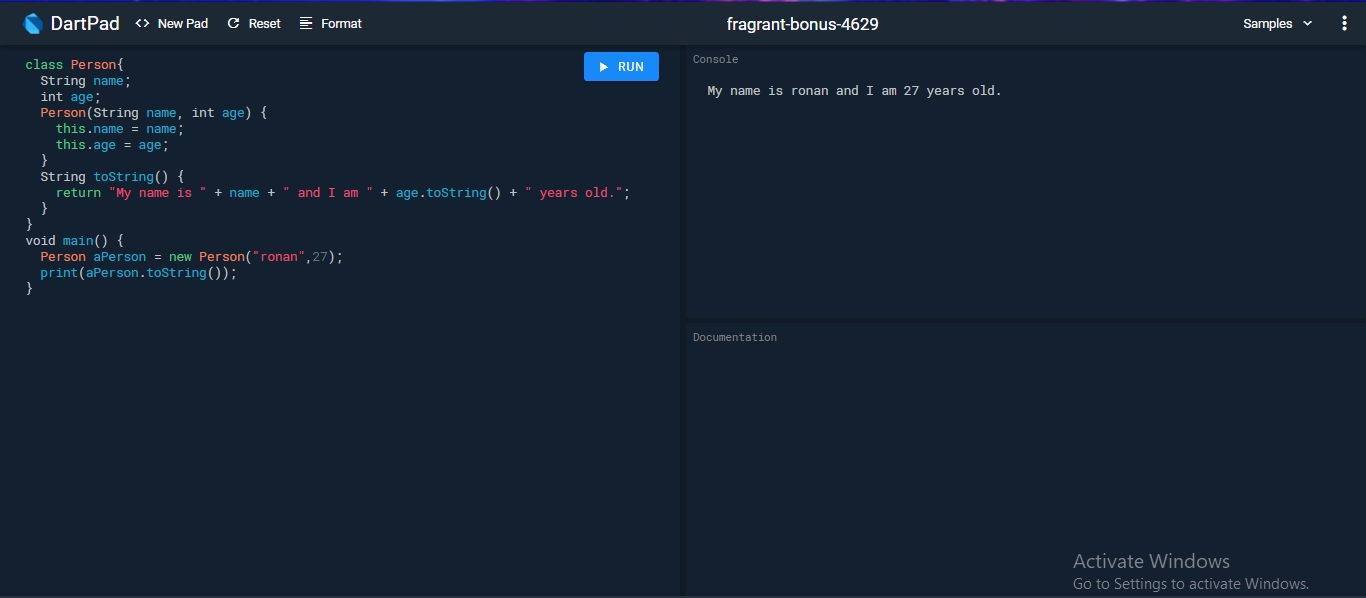 DartPad <> New Pad Reset Format fragrant-bonus-4629 Samples
class Person{
  String name;
  int age;
  Person(String name, int age) {
    this.name = name;
    this.age = age;
  }
  String toString() {
    return "My name is " + name + " and I am " + age.toString() + " years old.";
  }
}
void main() {
  Person aPerson = new Person("ronan",27);
  print(aPerson.toString());
}
RUN
Console
My name is ronan and I am 27 years old.
Documentation
Activate Windows
Go to Settings to activate Windows.